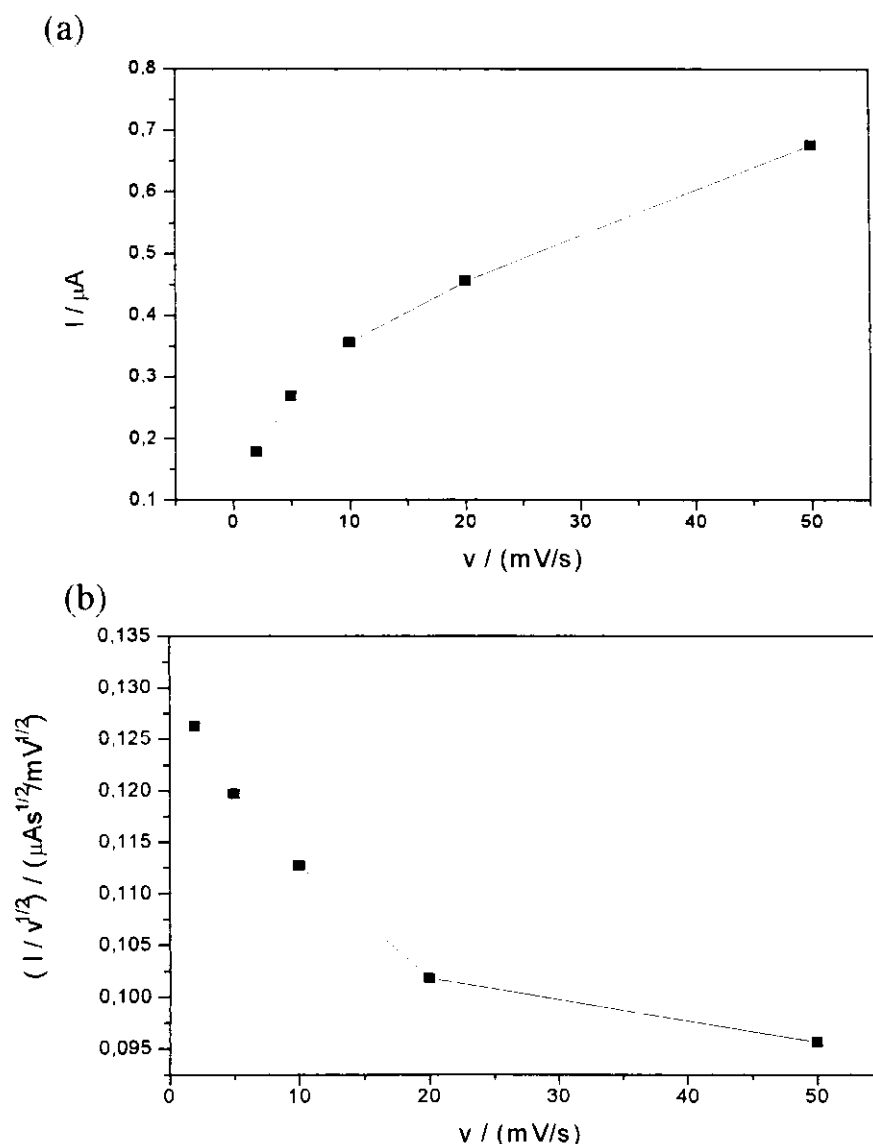 (a)
0,8
0,7
0,6
0,5
0,4
0,3
0,2
0,1
I / μA
0 10 20 30 40 50
v / (mV/s)
(b)
0,135
0,130
0,125
0,120
0,115
0,110
0,105
0,100
0,095
( I / v^{1/2}) / (μAs^{1/2}/mV^{1/2})
0 10 20 30 40 50
v / (mV/s)